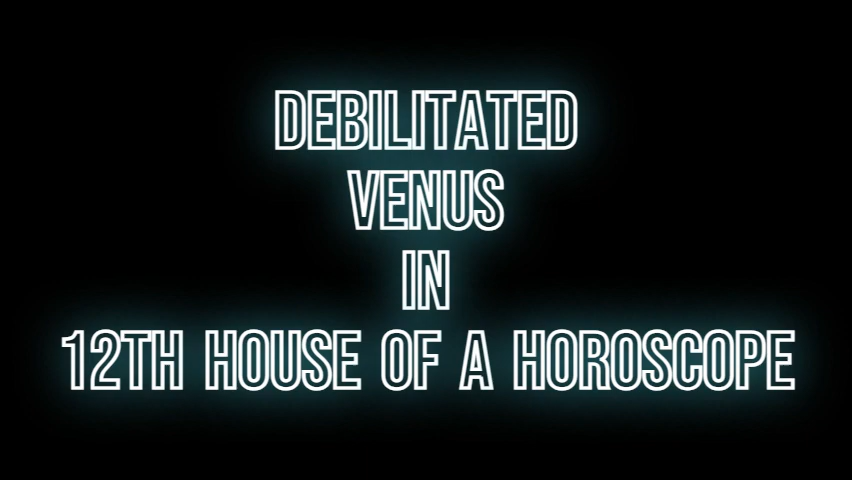 DEBILITATED
VENUS
IN
12TH HOUSE OF A HOROSCOPE